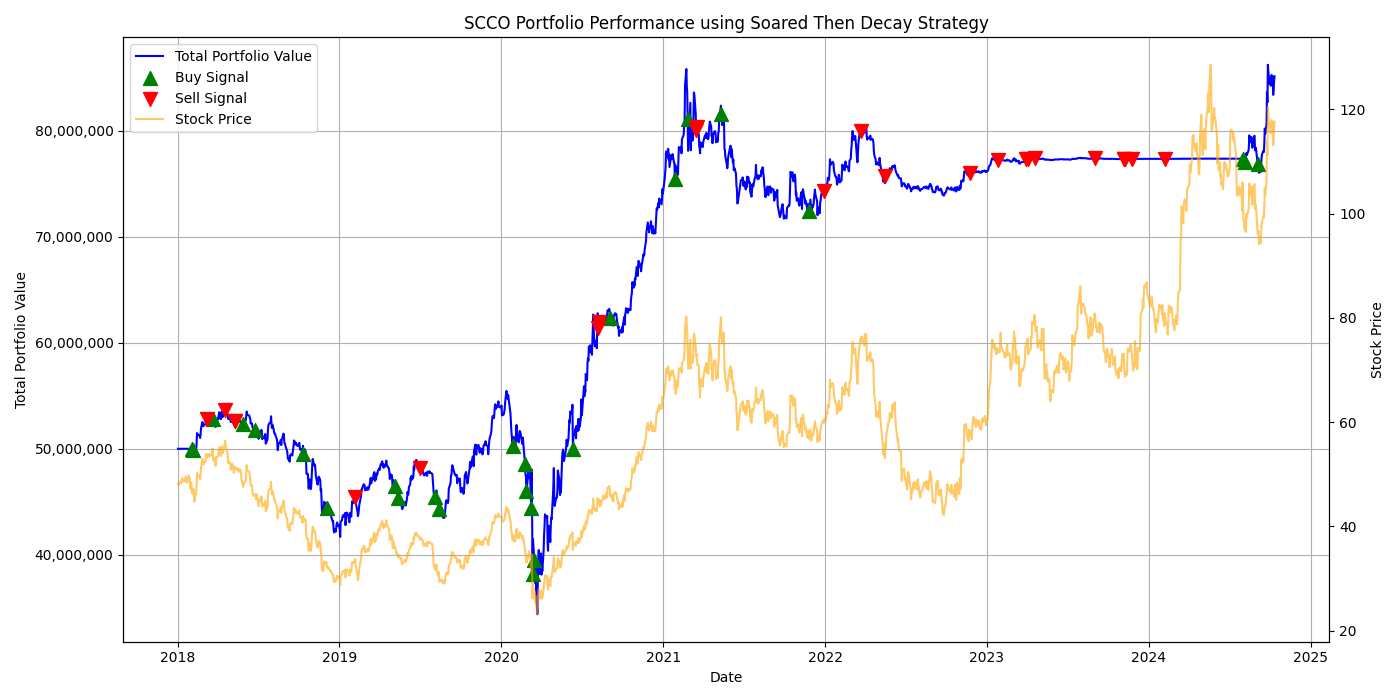 SCCO Portfolio Performance using Soared Then Decay Strategy
Total Portfolio Value
Buy Signal
Sell Signal
Stock Price
80,000,000
70,000,000
60,000,000
50,000,000
40,000,000
Total Portfolio Value
120
100
80
60
40
20
Stock Price
2018
2019
2020
2021
2022
2023
2024
2025
Date